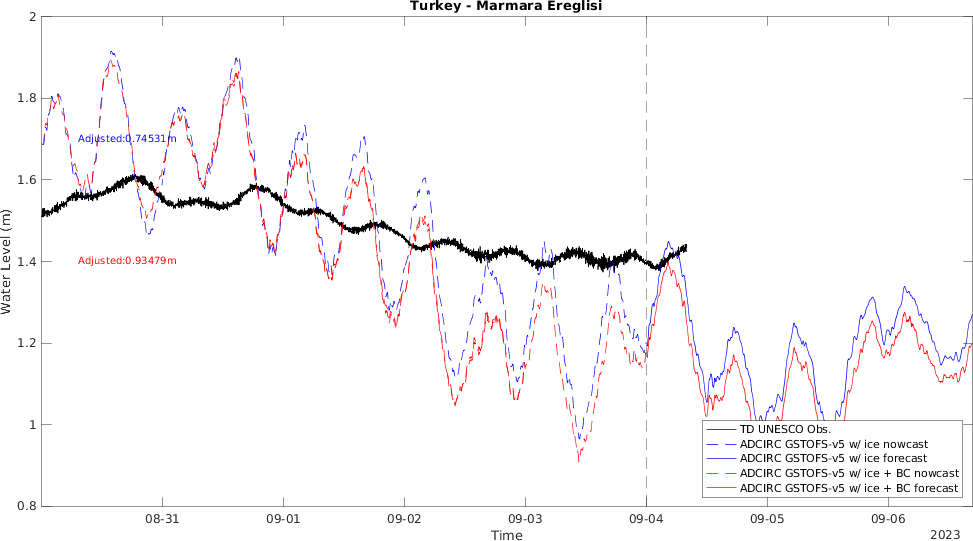 Turkey - Marmara Ereglisi
2
1.8
1.6
1.4
1.2
1
0.8
Water Level (m)
Adjusted:0.74531m
Adjusted:0.93479m
TD UNESCO Obs.
ADCIRC GSTOFS-v5 w/ ice nowcast
ADCIRC GSTOFS-v5 w/ ice forecast
ADCIRC GSTOFS-v5 w/ ice + BC nowcast
ADCIRC GSTOFS-v5 w/ ice + BC forecast
08-31
09-01
09-02
09-03
09-04
09-05
09-06
Time
2023